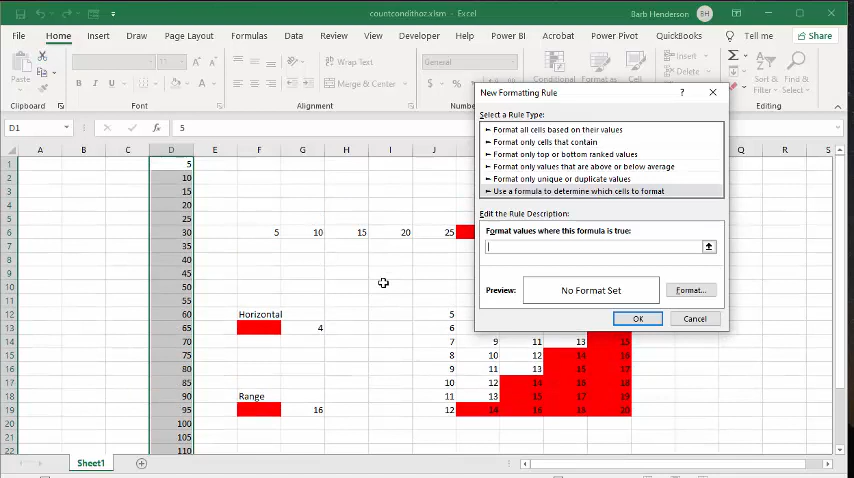 countcondithoz.xlsm - Excel
Barb Henderson
BH
File Home Insert Draw Page Layout Formulas Data Review View Developer Power BI Acrobat Power Pivot QuickBooks Tell me Share
Paste
Wrap Text
General
Merge & Center
Conditional
Insert
Delete
Sort &
Find &
Clipboard Font Alignment Editing
D1 5
New Formatting Rule ?
Select a Rule Type:
Format all cells based on their values
Format only cells that contain
Format only top or bottom ranked values
Format only values that are above or below average
Format only unique or duplicate values
Use a formula to determine which cells to format
Edit the Rule Description:
Format values where this formula is true:
Preview: No Format Set Format...
OK Cancel
A B C D E F G H I J Q R S
1 5
2 10
3 15
4 20
5 25
6 30 5 10 15 20 25
7 35
8 40
9 45
10 50
11 55
12 60 Horizontal 5
13 65 4 6
14 70 7 9 11 13 15
15 75 8 10 12 14 16
16 80 9 11 13 15 17
17 85 10 12 14 16 18
18 90 Range 11 13 15 17 19
19 95 16 12 14 16 18 20
20 100
21 105
22 110
Sheet1